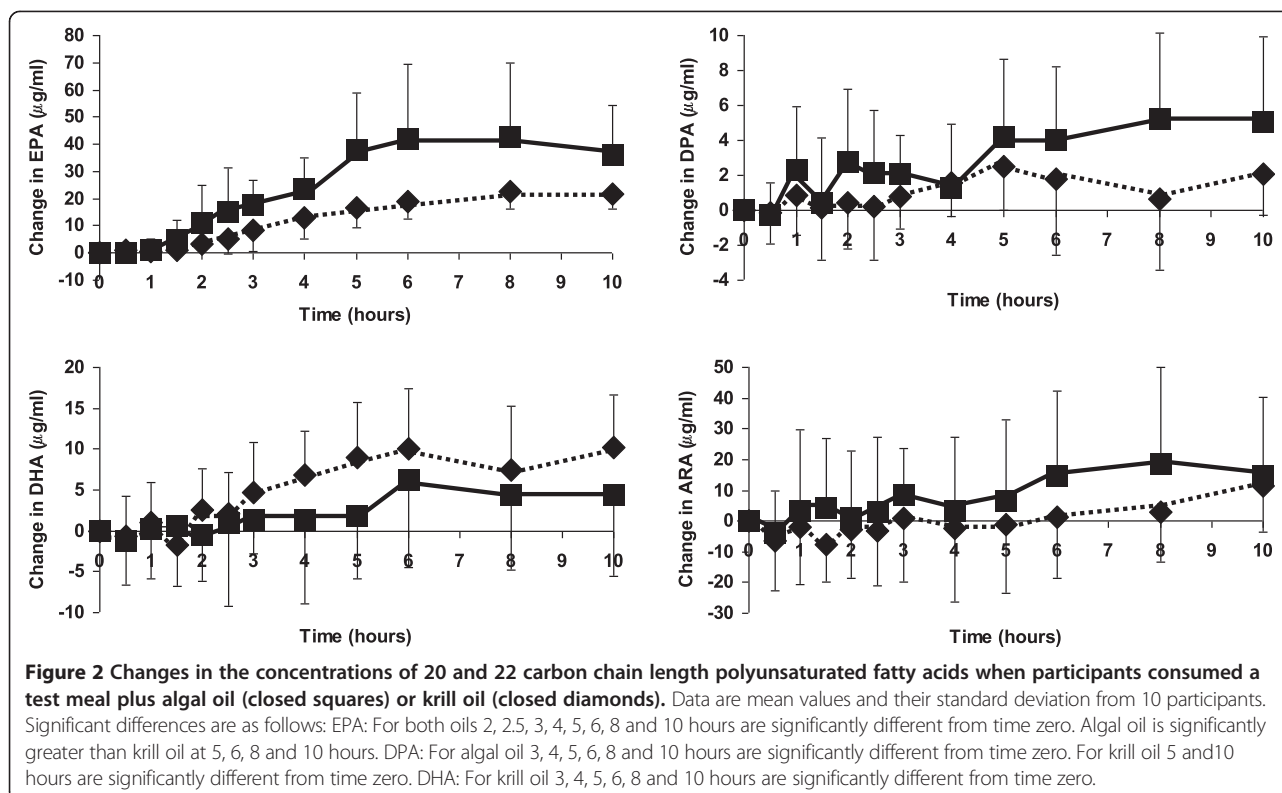 80
70
60
50
40
30
20
10
0
-10
Change in EPA (µg/ml)
0 1 2 3 4 5 6 7 8 9 10
Time (hours)
10
8
6
4
2
0
-2
-4
Change in DPA (µg/ml)
0 1 2 3 4 5 6 7 8 9 10
Time (hours)
20
15
10
5
0
-5
-10
Change in DHA (µg/ml)
0 1 2 3 4 5 6 7 8 9 10
Time (hours)
50
40
30
20
10
0
-10
-20
-30
Change in ARA (µg/ml)
0 1 2 3 4 5 6 7 8 9 10
Time (hours)
Figure 2 Changes in the concentrations of 20 and 22 carbon chain length polyunsaturated fatty acids when participants consumed a
test meal plus algal oil (closed squares) or krill oil (closed diamonds). Data are mean values and their standard deviation from 10 participants.
Significant differences are as follows: EPA: For both oils 2, 2.5, 3, 4, 5, 6, 8 and 10 hours are significantly different from time zero. Algal oil is significantly
greater than krill oil at 5, 6, 8 and 10 hours. DPA: For algal oil 3, 4, 5, 6, 8 and 10 hours are significantly different from time zero. For krill oil 5 and10
hours are significantly different from time zero. DHA: For krill oil 3, 4, 5, 6, 8 and 10 hours are significantly different from time zero.